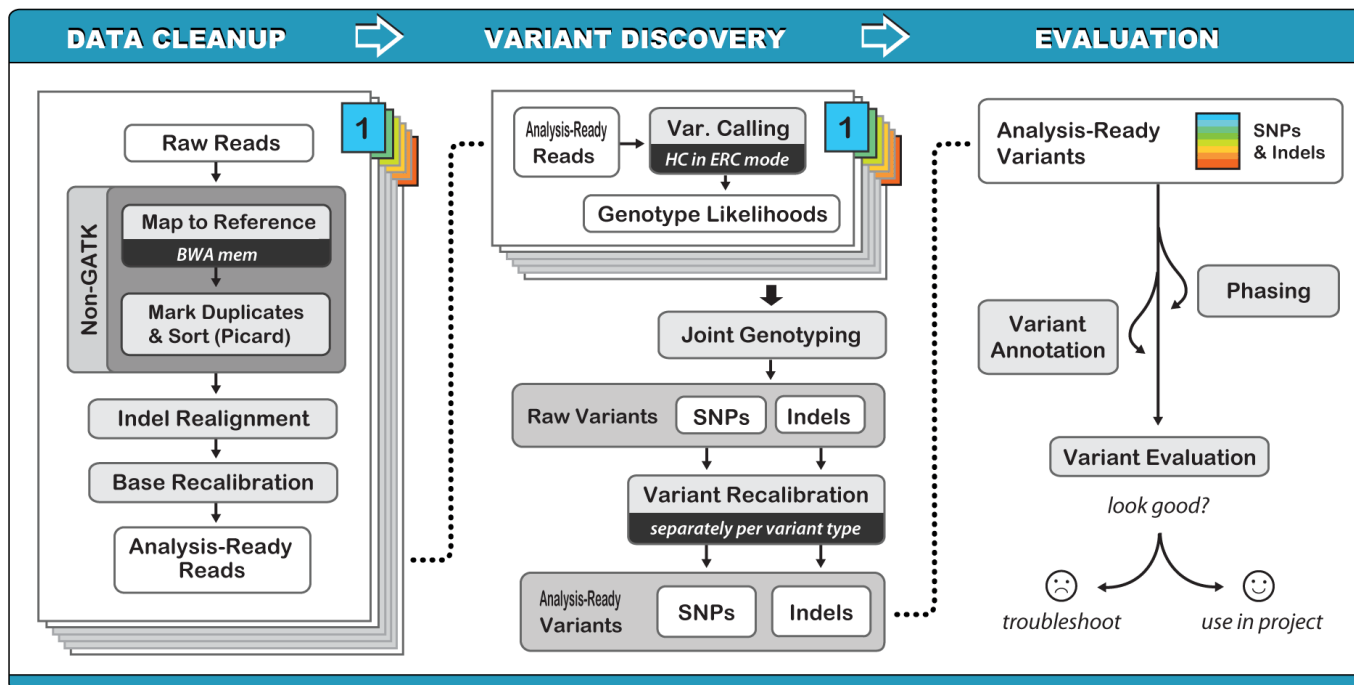 DATA CLEANUP
VARIANT DISCOVERY
EVALUATION
1
Raw Reads
Non-GATK
Map to Reference
BWA mem
Mark Duplicates
& Sort (Picard)
Indel Realignment
Base Recalibration
Analysis-Ready
Reads
1
Analysis-Ready
Reads
Var. Calling
HC in ERC mode
Genotype Likelihoods
Joint Genotyping
Raw Variants
SNPs
Indels
Variant Recalibration
separately per variant type
Analysis-Ready
Variants
SNPs
Indels
Analysis-Ready
Variants
SNPs
& Indels
Phasing
Variant
Annotation
Variant Evaluation
look good?
troubleshoot
use in project